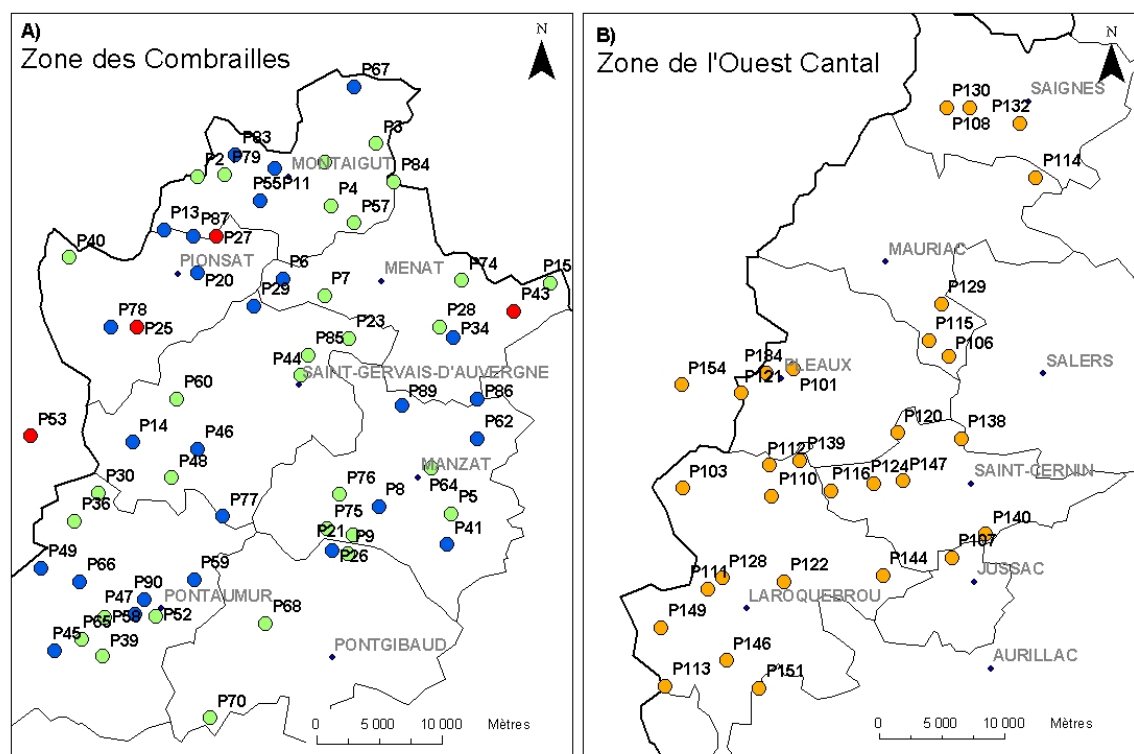 A)
Zone des Combrailles
N
P67
P3
P83
P2
P79
MONTAIGUT
P84
P55
P11
P4
P57
P13
P87
P27
P40
PIONSAT
P20
P6
P29
P7
MENAT
P74
P15
P43
P78
P25
P23
P28
P34
P85
P44
SAINT-GERVAIS-D'AUVERGNE
P60
P89
P86
P53
P14
P46
P62
P48
MANZAT
P64
P30
P36
P76
P8
P5
P77
P75
P21
P9
P41
P26
P49
P66
P59
P90
P47
PONTAUMUR
P58
P52
P65
P68
P45
P39
PONTGIBAUD
P70
0 5 000 10 000 Mètres
B)
Zone de l'Ouest Cantal
N
P130
SAIGNES
P132
P108
P114
MAURIAC
P129
P115
P106
P184
PLEAUX
SALERS
P154
P121
P101
P120
P138
P112
P139
P103
P110
P116
P124
P147
SAINT-CERNIN
P140
P107
P128
P111
P122
P144
JUSSAC
LAROQUEBROU
P149
P146
AURILLAC
P113
P151
0 5 000 10 000 Mètres